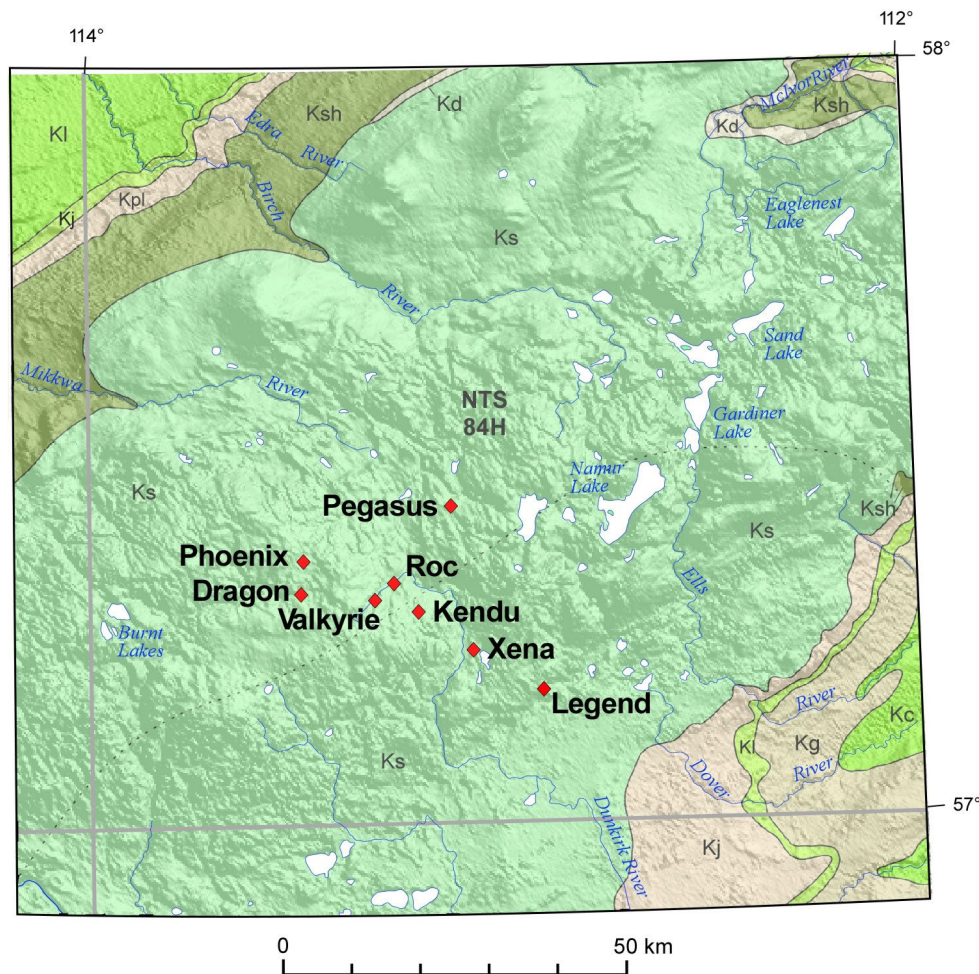 114°
112°
58°
McIvor River
Ksh
Kd
Ksh
Kd
Kl
Edra
River
Kpl
Birch
Kj
Eaglenest
Lake
Ks
River
Sand
Lake
Mikkwa
River
NTS
84H
Gardiner
Lake
Namur
Lake
Ks
Pegasus
Ksh
Ks
Phoenix
Roc
Dragon
Ells
Valkyrie
Kendu
Burnt
Lakes
Xena
Legend
River
Kc
Kl
Kg
Ks
River
Dover
57°
Dunkirk River
Kj
0
50 km